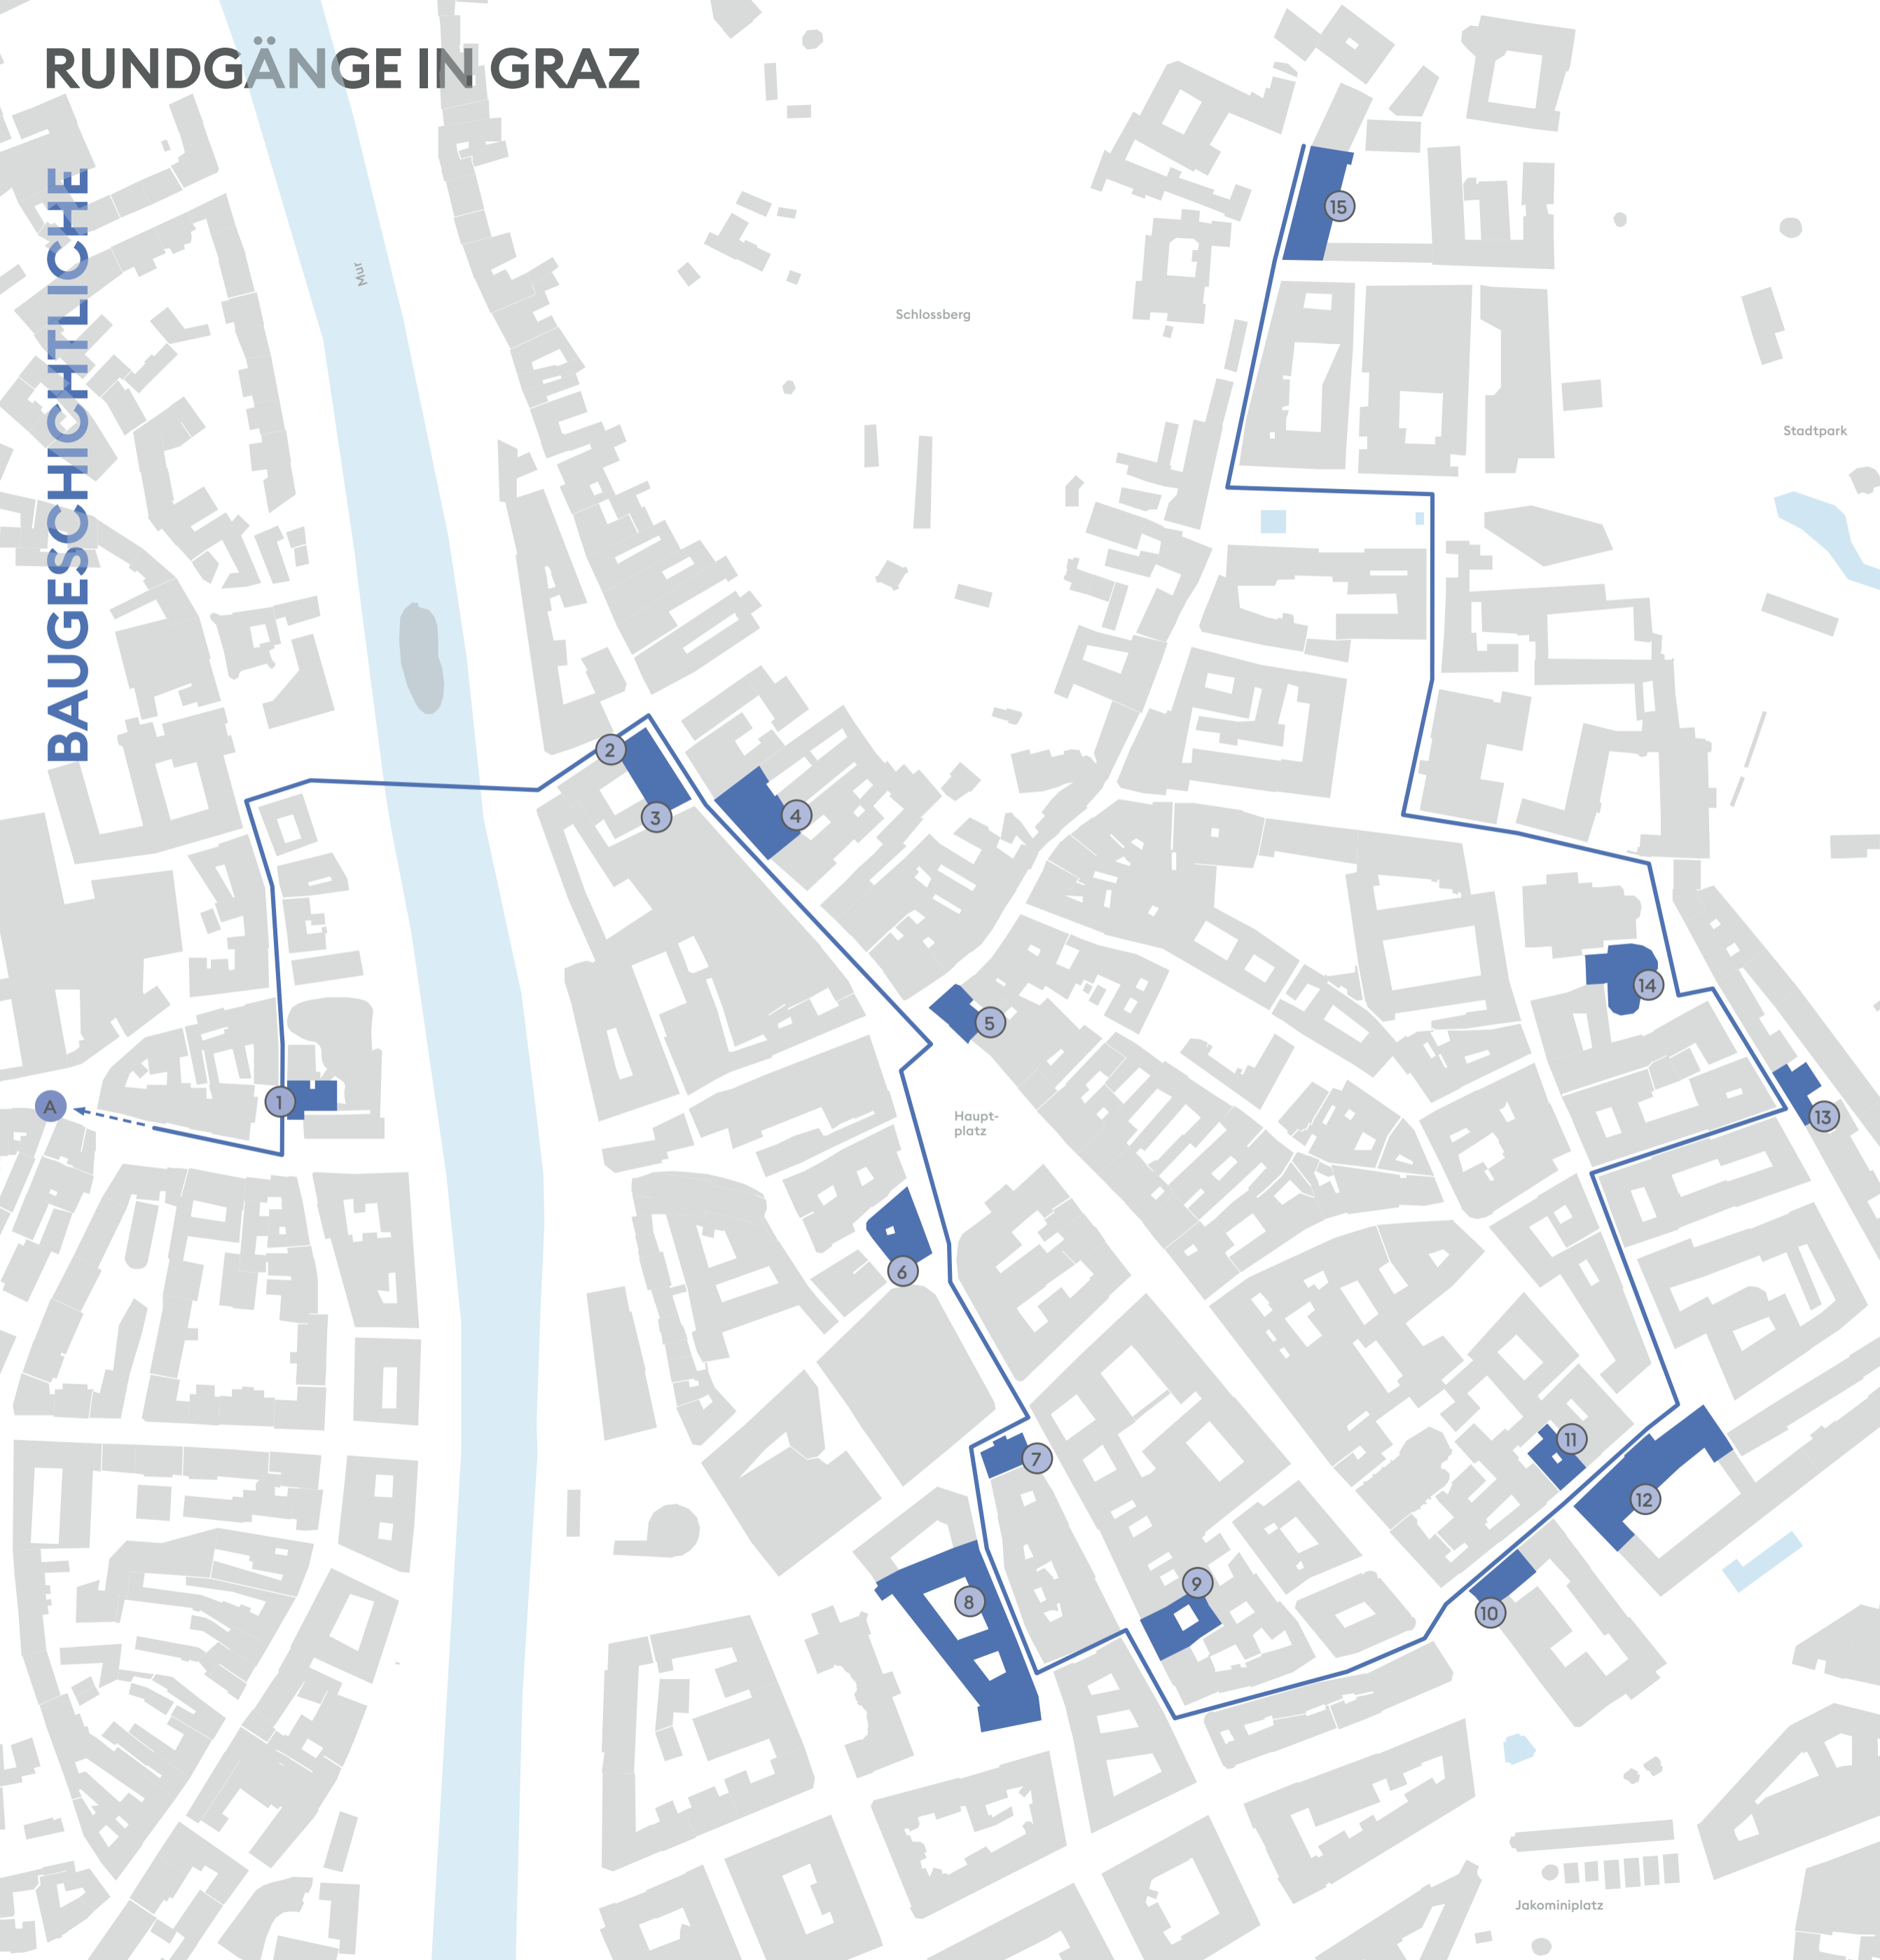 RUNDGÄNGE IN GRAZ
BAUGESCHICHTLICHE
Mur
Schlossberg
Stadtpark
15
2
3
4
14
5
A
1
13
Haupt-
platz
6
11
7
12
9
8
10
Jakominiplatz